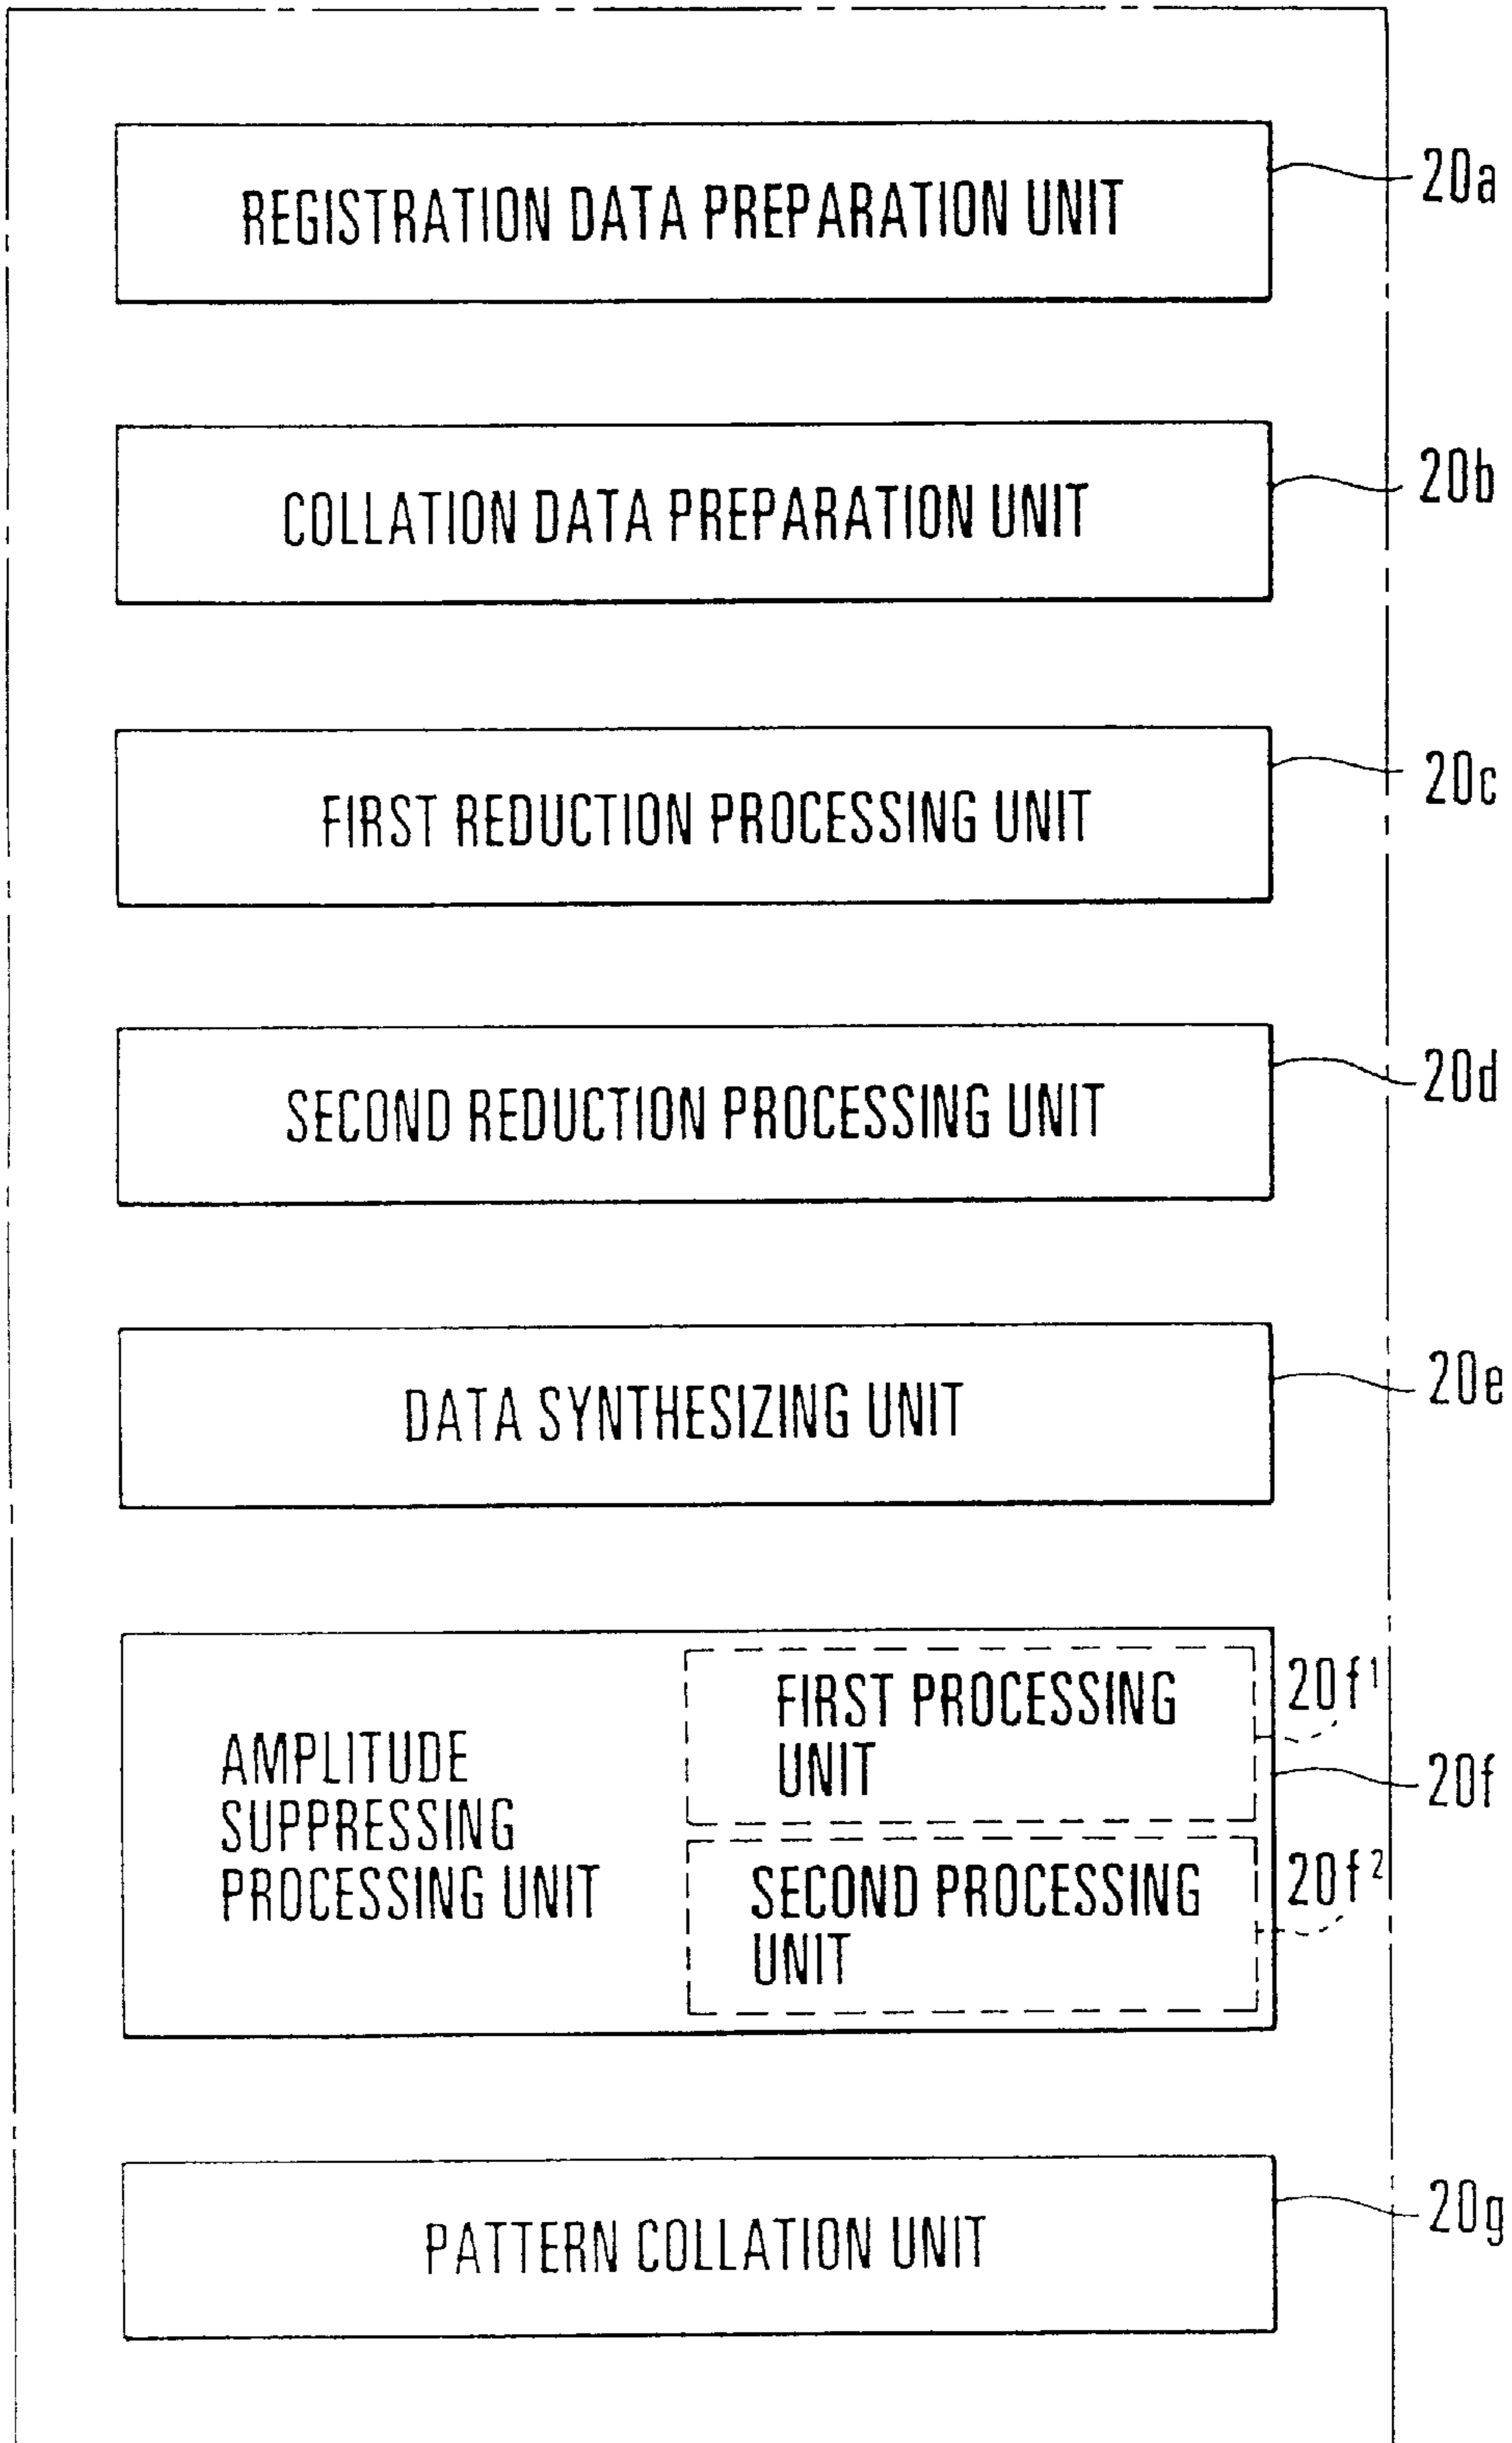 REGISTRATION DATA PREPARATION UNIT
20a
COLLATION DATA PREPARATION UNIT
20b
FIRST REDUCTION PROCESSING UNIT
20c
SECOND REDUCTION PROCESSING UNIT
20d
DATA SYNTHESIZING UNIT
20e
AMPLITUDE
SUPPRESSING
PROCESSING UNIT
FIRST PROCESSING
UNIT
20f¹
20f
SECOND PROCESSING
UNIT
20f²
PATTERN COLLATION UNIT
20g